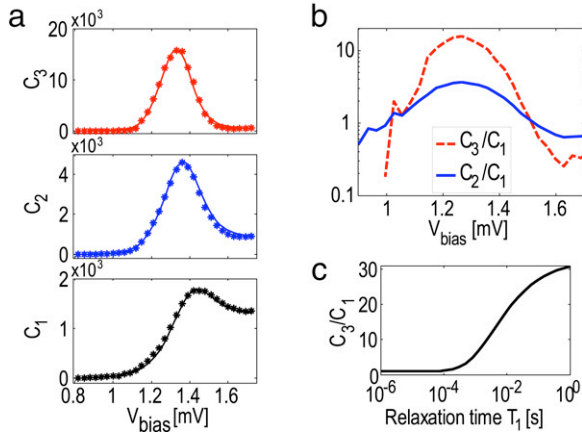 a
x10³
20
10
0
C₃
x10³
4
2
0
C₂
x10³
2
1
0
C₁
0.8 1 1.2 1.4 1.6
V_bias [mV]
b
10
1
0.1
C₃/C₁
C₂/C₁
1 1.2 1.4 1.6
V_bias [mV]
c
30
20
10
0
C₃/C₁
10⁻⁶ 10⁻⁴ 10⁻² 10⁰
Relaxation time T₁ [s]